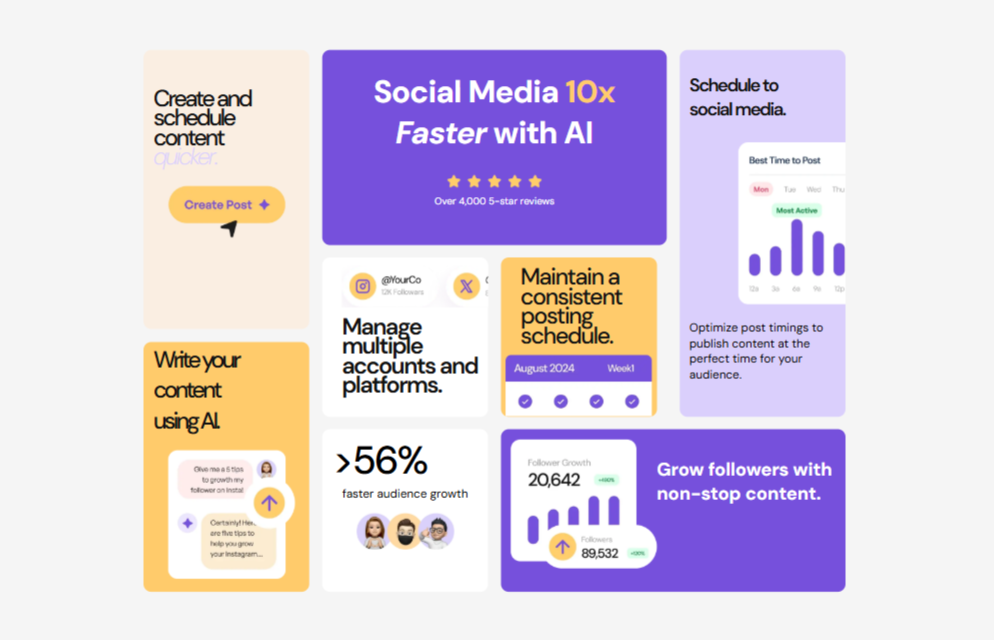 Create and
schedule
content
quicker.
Create Post
Social Media 10x
Faster with AI
Over 4,000 5-star reviews
Schedule to
social media.
Best Time to Post
Mon Tue Wed Thu
Most Active
12a 3a 6a 9a 12p
Optimize post timings to
publish content at the
perfect time for your
audience.
@YourCo
12K Followers
Manage
multiple
accounts and
platforms.
Maintain a
consistent
posting
schedule.
August 2024 Week1
Write your
content
using AI.
Give me a 5 tips
to growth my
follower on Insta!
Certainly! Her
are five tips to
help you grow
your Instagram...
>56%
faster audience growth
Follower Growth
20,642
Followers
89,532
Grow followers with
non-stop content.